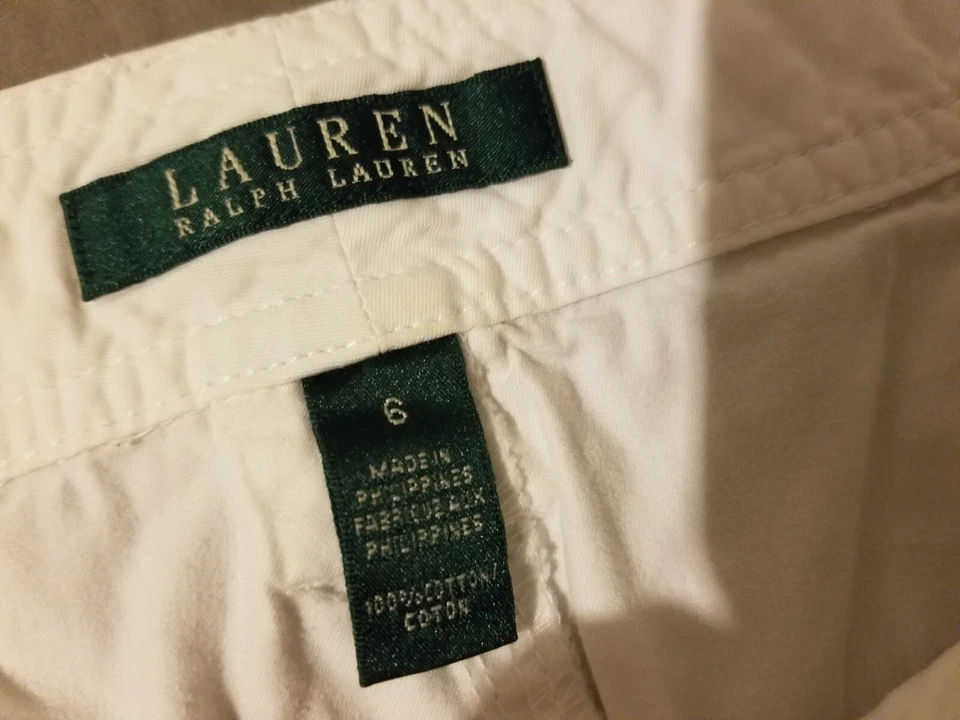 LAUREN
RALPH LAUREN
6
MADE IN
PHILIPPINES
FABRIQUE AUX
PHILIPPINES
100% COTTON/
COTON